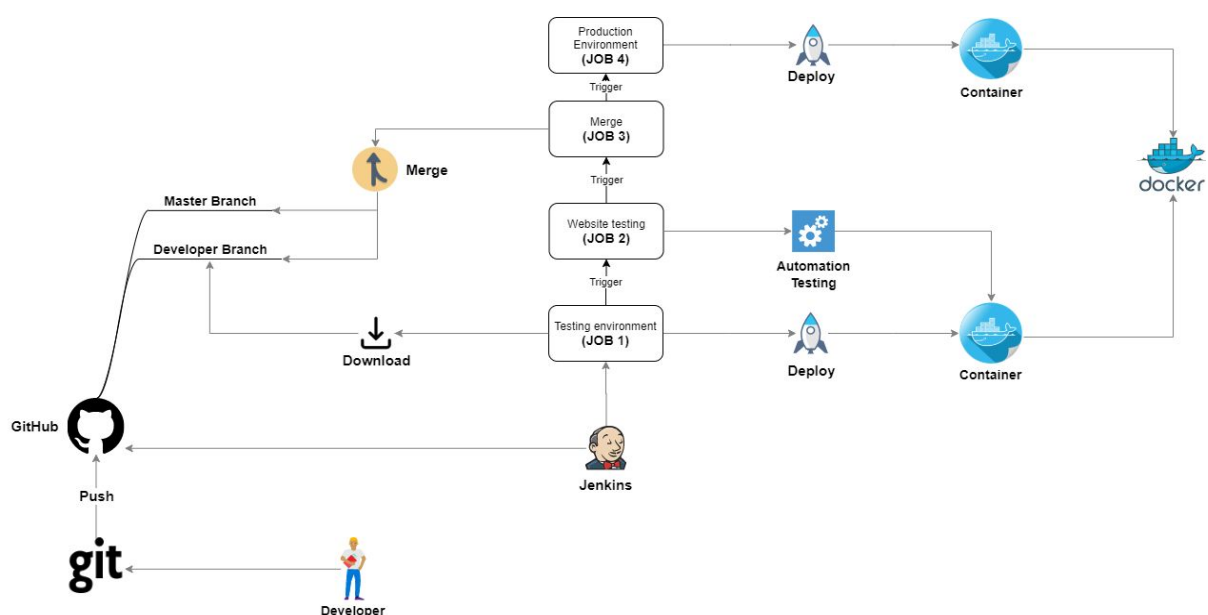 Production
Environment
(JOB 4)
Deploy
Container
Trigger
Merge
(JOB 3)
Merge
Trigger
docker
Master Branch
Website testing
(JOB 2)
Developer Branch
Automation
Testing
Trigger
Testing environment
(JOB 1)
Download
Deploy
Container
GitHub
Jenkins
Push
git
Developer